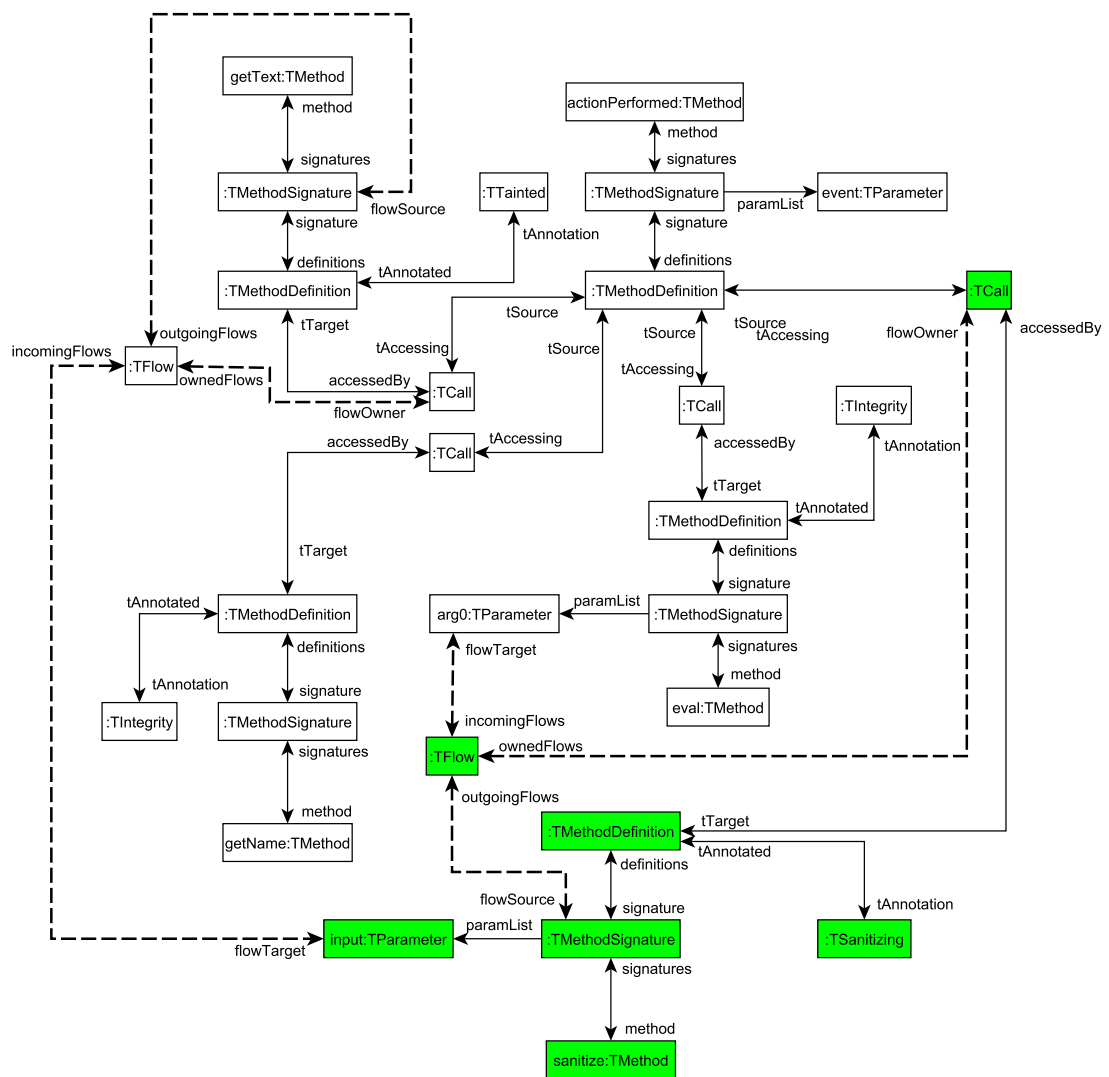 getText:TMethod
method
signatures
:TMethodSignature
flowSource
signature
definitions
:TMethodDefinition
tAnnotated
:TTainted
tAnnotation
actionPerformed:TMethod
method
signatures
:TMethodSignature
paramList
event:TParameter
signature
definitions
:TMethodDefinition
:TCall
tSource
tSource
tSource
tSource
tAccessing
flowOwner
accessedBy
outgoingFlows
incomingFlows
:TFlow
ownedFlows
tTarget
tAccessing
accessedBy
:TCall
flowOwner
tAccessing
:TCall
:TIntegrity
tAnnotation
accessedBy
:TCall
tAccessing
accessedBy
tTarget
:TMethodDefinition
tAnnotated
tTarget
definitions
signature
:TMethodDefinition
tAnnotated
arg0:TParameter
paramList
:TMethodSignature
flowTarget
signatures
method
eval:TMethod
definitions
tAnnotation
signature
:TIntegrity
:TMethodSignature
signatures
method
getName:TMethod
incomingFlows
:TFlow
ownedFlows
outgoingFlows
:TMethodDefinition
tTarget
tAnnotated
definitions
tAnnotation
flowSource
signature
:TSanitizing
flowTarget
input:TParameter
paramList
:TMethodSignature
signatures
method
sanitize:TMethod